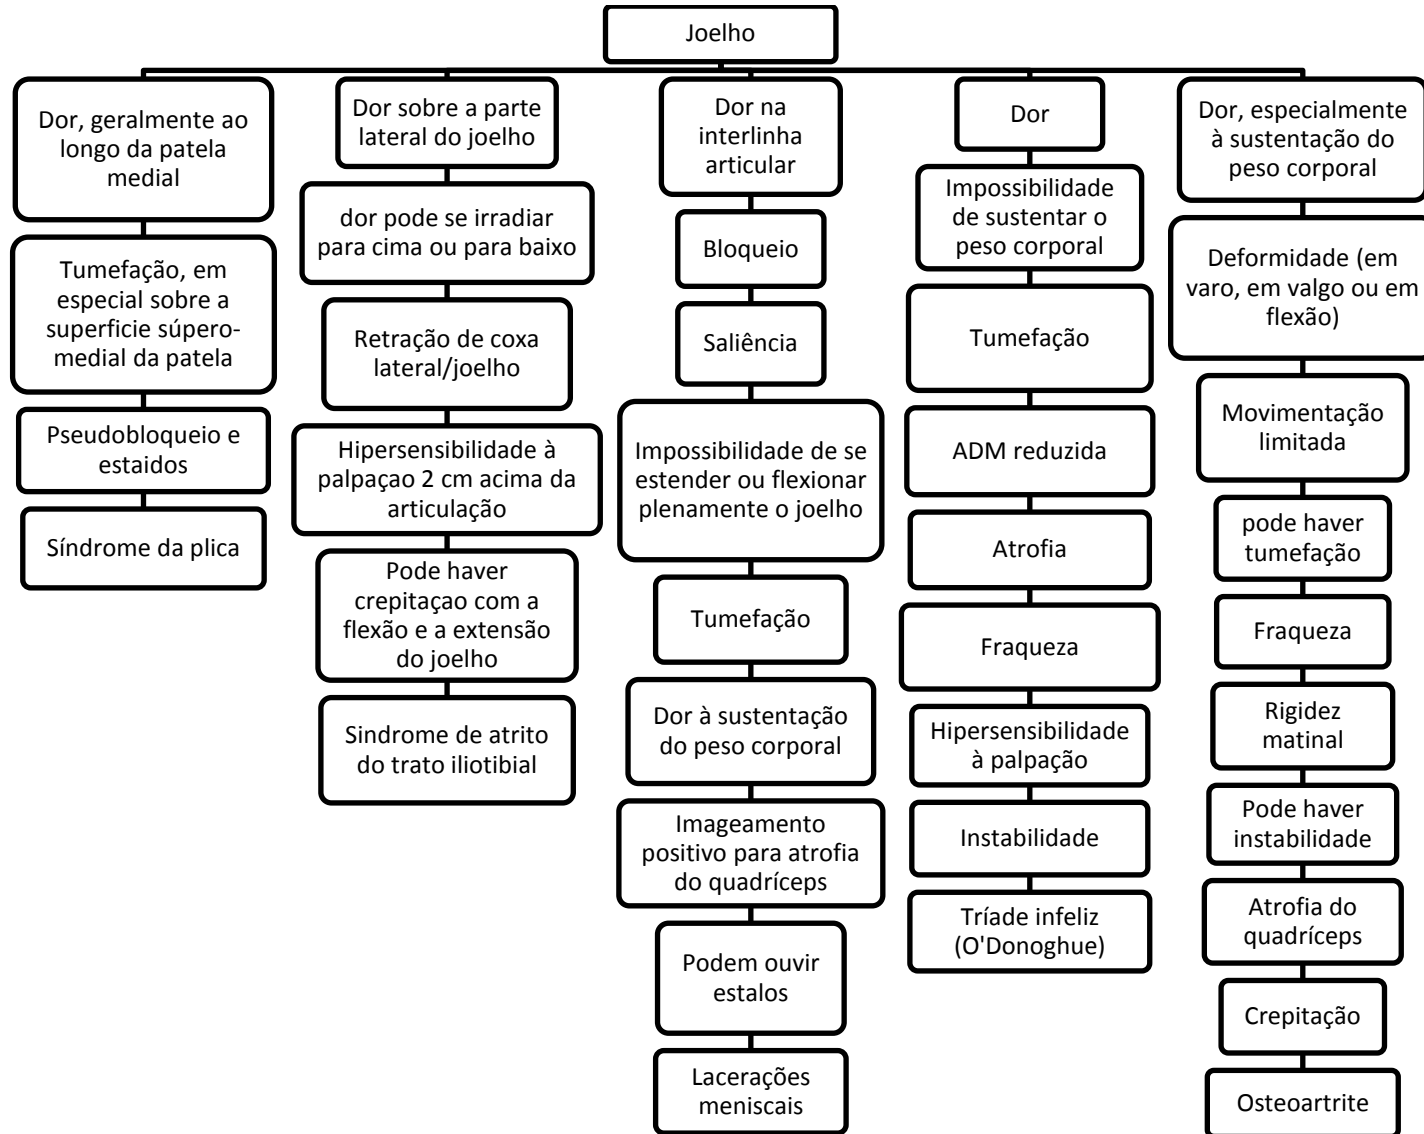 Joelho
Dor, geralmente ao
longo da patela
medial
Tumefação, em
especial sobre a
superficie súpero-
medial da patela
Pseudobloqueio e
estaidos
Síndrome da plica
Dor sobre a parte
lateral do joelho
dor pode se irradiar
para cima ou para baixo
Retração de coxa
lateral/joelho
Hipersensibilidade à
palpaçao 2 cm acima da
articulação
Pode haver
crepitaçao com a
flexão e a extensão
do joelho
Sindrome de atrito
do trato iliotibial
Dor na
interlinha
articular
Bloqueio
Saliência
Impossibilidade de se
estender ou flexionar
plenamente o joelho
Tumefação
Dor à sustentação
do peso corporal
Imageamento
positivo para atrofia
do quadríceps
Podem ouvir
estalos
Lacerações
meniscais
Dor
Impossibilidade
de sustentar o
peso corporal
Tumefação
ADM reduzida
Atrofia
Fraqueza
Hipersensibilidade
à palpação
Instabilidade
Tríade infeliz
(O'Donoghue)
Dor, especialmente
à sustentação do
peso corporal
Deformidade (em
varo, em valgo ou em
flexão)
Movimentação
limitada
pode haver
tumefação
Fraqueza
Rigidez
matinal
Pode haver
instabilidade
Atrofia do
quadríceps
Crepitação
Osteoartrite